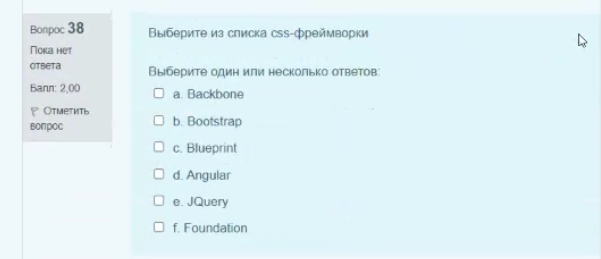 Вопрос 38
Пока нет
ответа
Балл: 2,00
Отметить
вопрос
Выберите из списка css-фреймворки
Выберите один или несколько ответов:
a. Backbone
b. Bootstrap
c. Blueprint
d. Angular
e. JQuery
f. Foundation